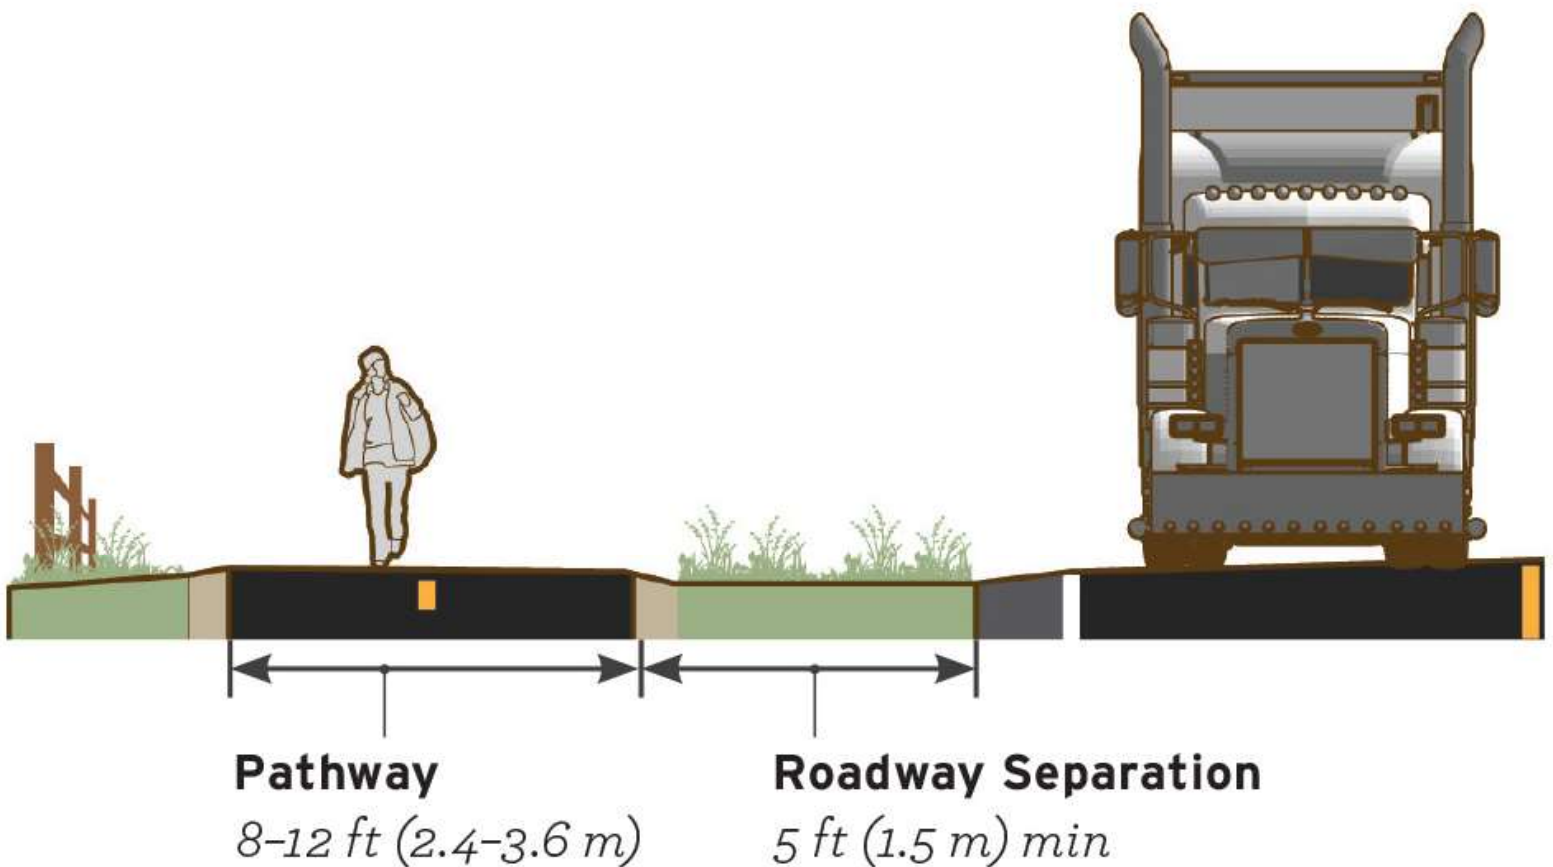 Pathway
8–12 ft (2.4–3.6 m)
Roadway Separation
5 ft (1.5 m) min